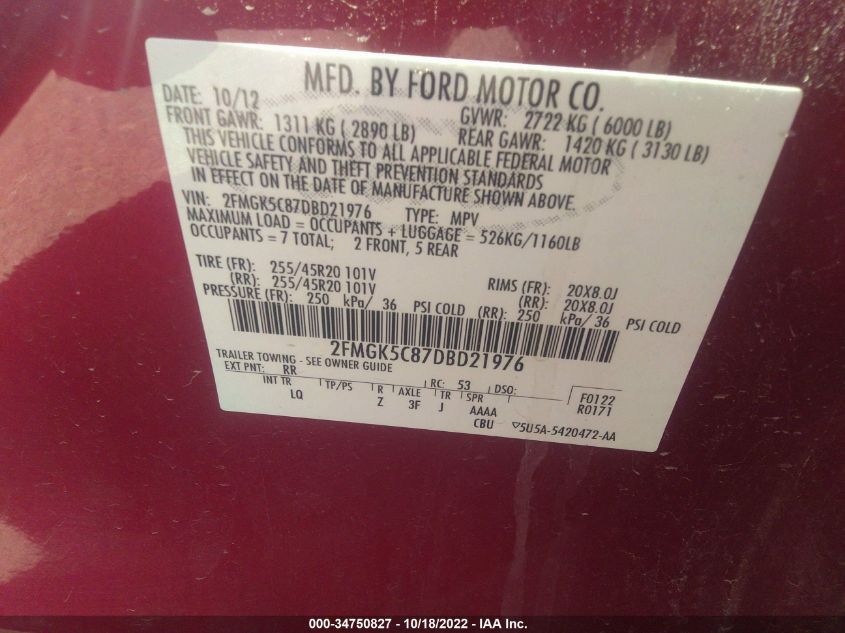 MFD. BY FORD MOTOR CO.
DATE: 10/12 GVWR: 2722 KG ( 6000 LB)
FRONT GAWR: 1311 KG ( 2890 LB) REAR GAWR: 1420 KG ( 3130 LB)
THIS VEHICLE CONFORMS TO ALL APPLICABLE FEDERAL MOTOR
VEHICLE SAFETY AND THEFT PREVENTION STANDARDS
IN EFFECT ON THE DATE OF MANUFACTURE SHOWN ABOVE.
VIN: 2FMGK5C87DBD21976 TYPE: MPV
MAXIMUM LOAD = OCCUPANTS + LUGGAGE = 526KG/1160LB
OCCUPANTS = 7 TOTAL; 2 FRONT, 5 REAR
TIRE (FR): 255/45R20 101V RIMS (FR): 20X8.0J
(RR): 255/45R20 101V (RR): 20X8.0J
PRESSURE (FR): 250 kPa/ 36 PSI COLD (RR): 250 kPa/ 36 PSI COLD
2FMGK5C87DBD21976
TRAILER TOWING - SEE OWNER GUIDE
EXT PNT: RR RC: 53 DSO: F0122
INT TR TP/PS R AXLE TR SPR R0171
LQ Z 3F J AAAA
CBU 5U5A-5420472-AA
000-34750827 - 10/18/2022 - IAA Inc.